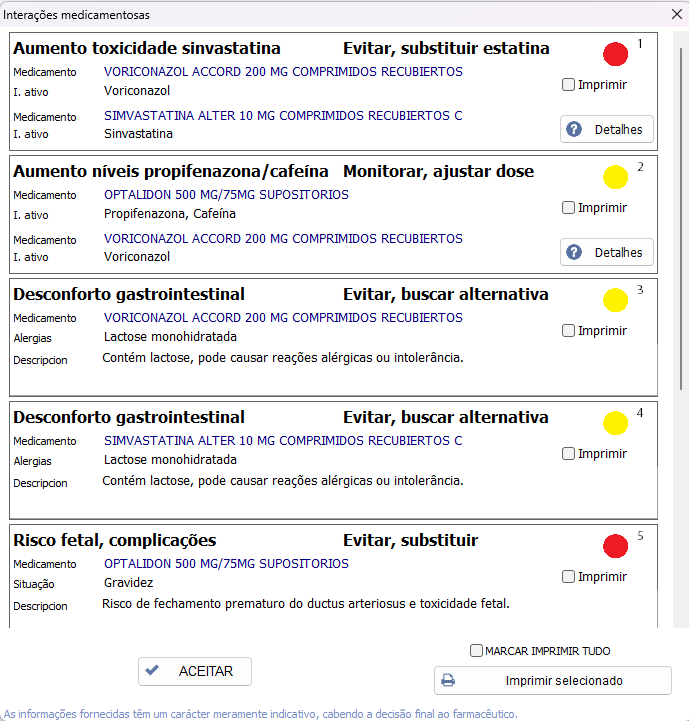 Interações medicamentosas
Aumento toxicidade sinvastatina Evitar, substituir estatina 1
Medicamento VORICONAZOL ACCORD 200 MG COMPRIMIDOS RECUBIERTOS
I. ativo Voriconazol
Imprimir
Medicamento SIMVASTATINA ALTER 10 MG COMPRIMIDOS RECUBIERTOS C
I. ativo Sinvastatina
? Detalhes
Aumento níveis propifenazona/cafeína Monitorar, ajustar dose 2
Medicamento OPTALIDON 500 MG/75MG SUPOSITORIOS
I. ativo Propifenazona, Cafeína
Imprimir
Medicamento VORICONAZOL ACCORD 200 MG COMPRIMIDOS RECUBIERTOS
I. ativo Voriconazol
? Detalhes
Desconforto gastrointestinal Evitar, buscar alternativa 3
Medicamento VORICONAZOL ACCORD 200 MG COMPRIMIDOS RECUBIERTOS
Alergias Lactose monohidratada
Imprimir
Descripcion Contém lactose, pode causar reações alérgicas ou intolerância.
Desconforto gastrointestinal Evitar, buscar alternativa 4
Medicamento SIMVASTATINA ALTER 10 MG COMPRIMIDOS RECUBIERTOS C
Alergias Lactose monohidratada
Imprimir
Descripcion Contém lactose, pode causar reações alérgicas ou intolerância.
Risco fetal, complicações Evitar, substituir 5
Medicamento OPTALIDON 500 MG/75MG SUPOSITORIOS
Situação Gravidez
Imprimir
Descripcion Risco de fechamento prematuro do ductus arteriosus e toxicidade fetal.
MARCAR IMPRIMIR TUDO
ACEITAR
Imprimir selecionado
As informações fornecidas têm um carácter meramente indicativo, cabendo a decisão final ao farmacêutico.